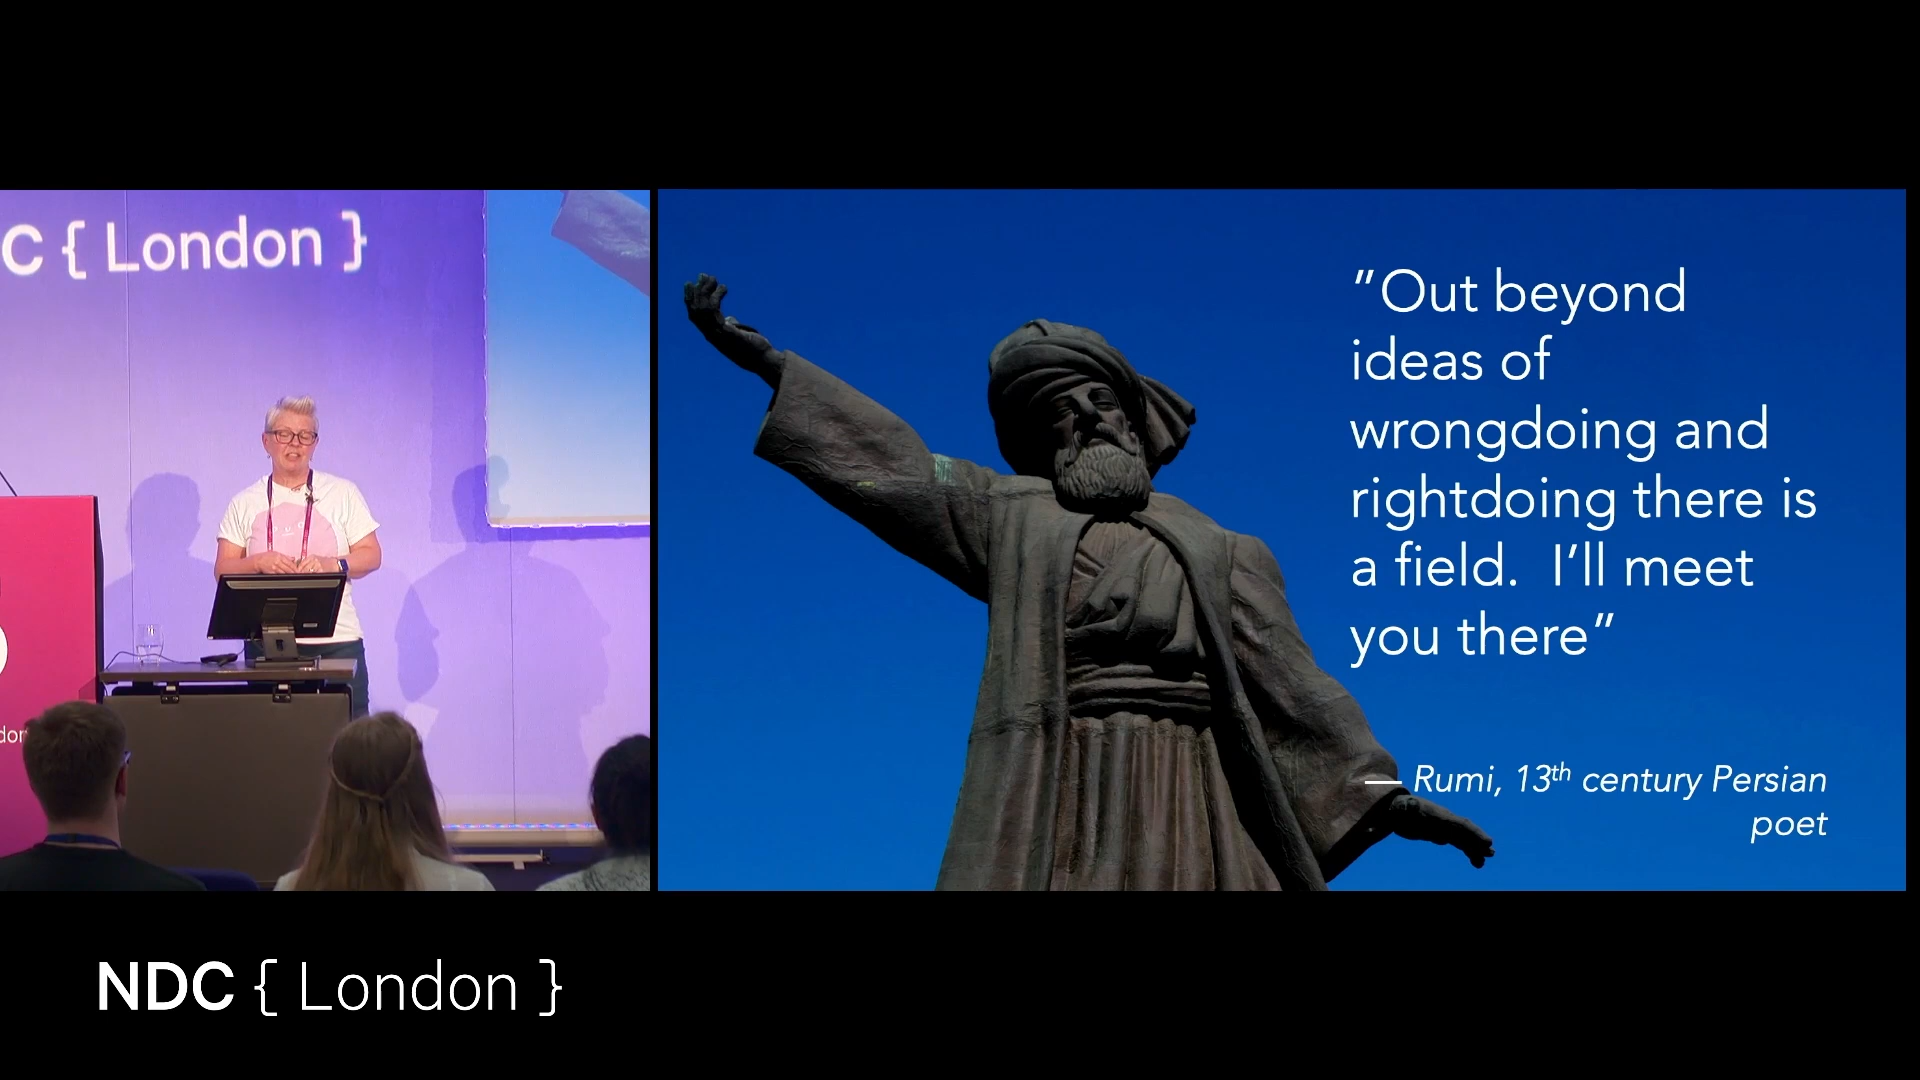 C { London }
”Out beyond
ideas of
wrongdoing and
rightdoing there is
a field.  I’ll meet
you there”
— Rumi, 13th century Persian
poet
NDC { London }